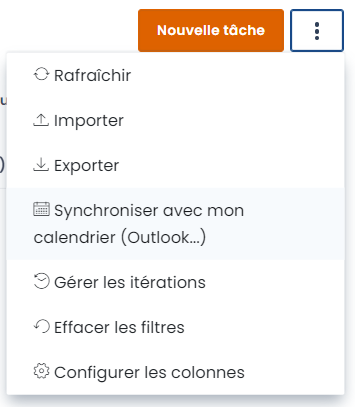 Nouvelle tâche
Rafraîchir
Importer
Exporter
Synchroniser avec mon
calendrier (Outlook...)
Gérer les itérations
Effacer les filtres
Configurer les colonnes